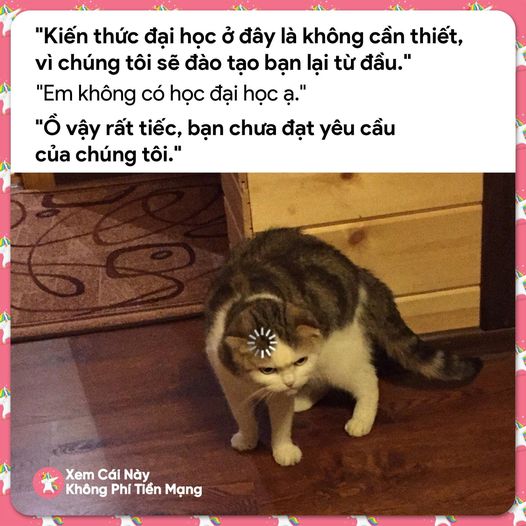 "Kiến thức đại học ở đây là không cần thiết,
vì chúng tôi sẽ đào tạo bạn lại từ đầu."
"Em không có học đại học ạ."
"Ồ vậy rất tiếc, bạn chưa đạt yêu cầu
của chúng tôi."
Xem Cái Này
Không Phí Tiền Mạng